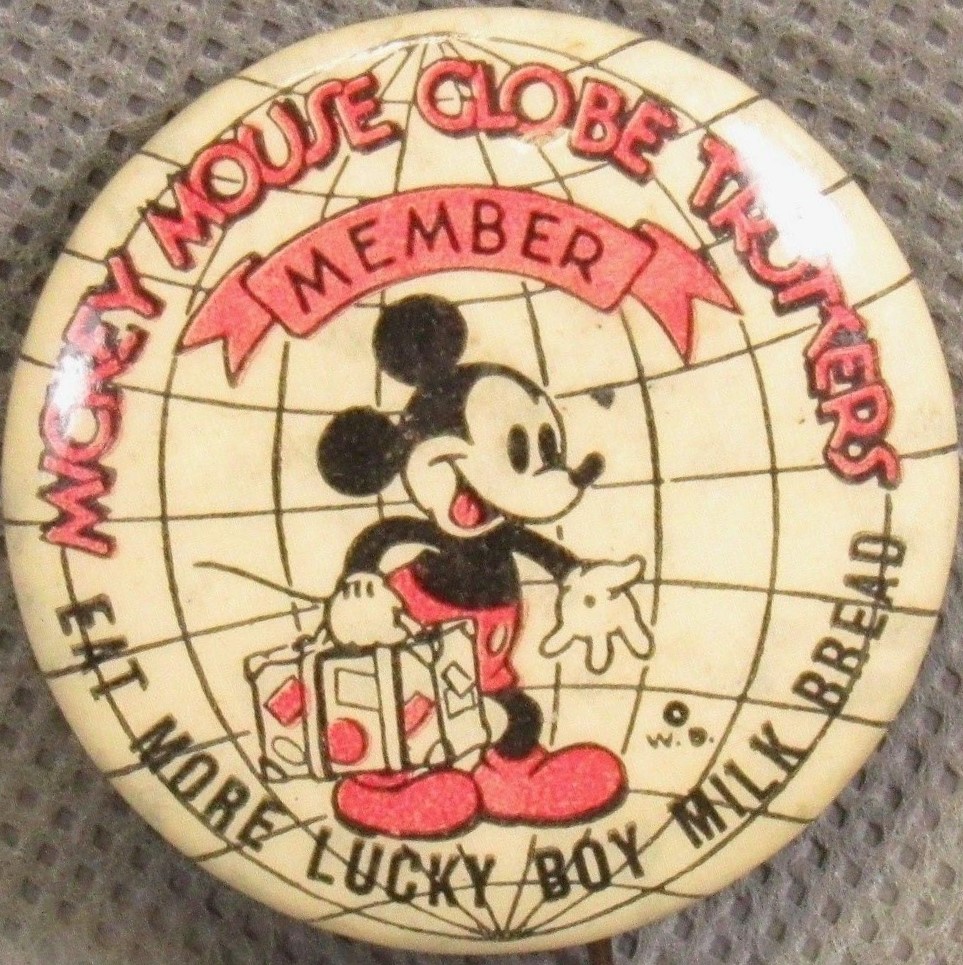 MICKEY MOUSE GLOBE TROTTERS
MEMBER
© W. D.
EAT MORE LUCKY BOY MILK BREAD